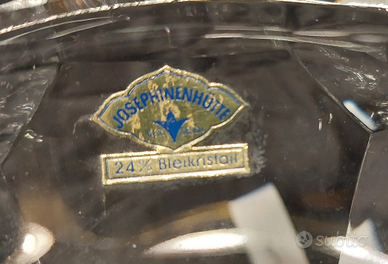 JOSEPHINENHÜTTE
24% Bleikristall
subito